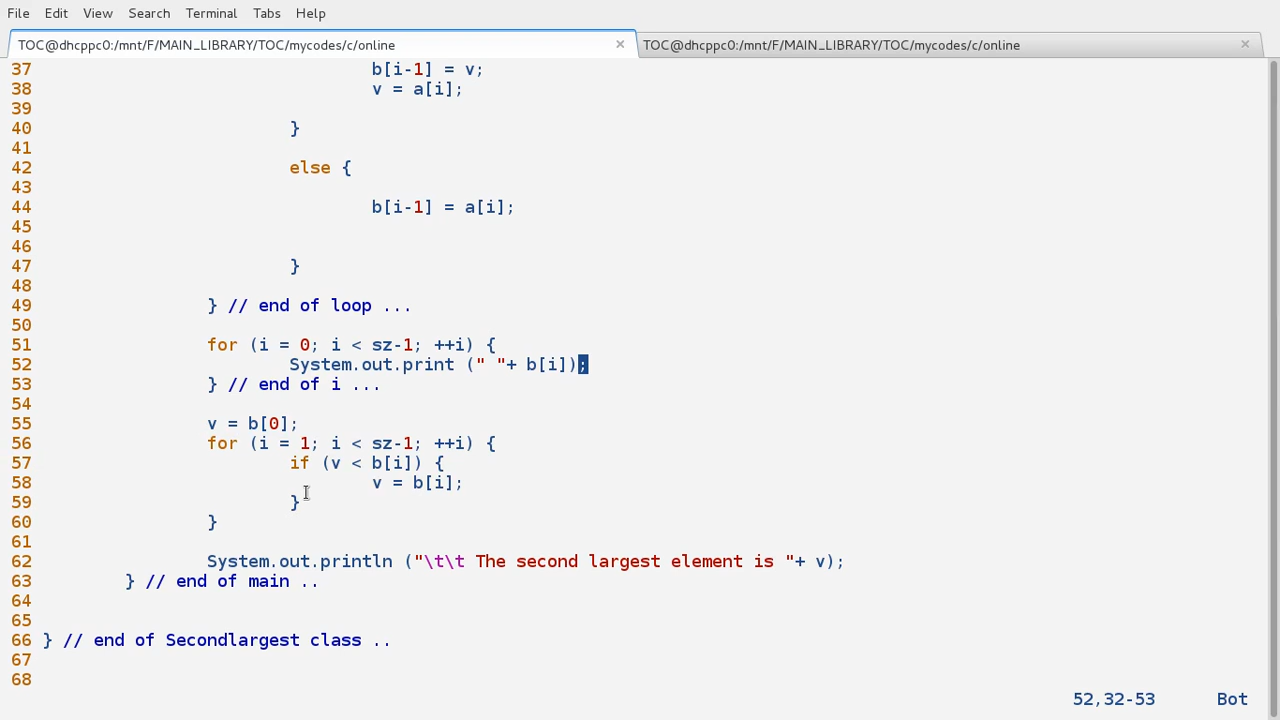 File Edit View Search Terminal Tabs Help
TOC@dhcppc0:/mnt/F/MAIN_LIBRARY/TOC/mycodes/c/online × TOC@dhcppc0:/mnt/F/MAIN_LIBRARY/TOC/mycodes/c/online ×
37 b[i-1] = v;
38 v = a[i];
39
40 }
41
42 else {
43
44 b[i-1] = a[i];
45
46
47 }
48
49 } // end of loop ...
50
51 for (i = 0; i < sz-1; ++i) {
52 System.out.print (" "+ b[i]);
53 } // end of i ...
54
55 v = b[0];
56 for (i = 1; i < sz-1; ++i) {
57 if (v < b[i]) {
58 v = b[i];
59 }
60 }
61
62 System.out.println ("\t\t The second largest element is "+ v);
63 } // end of main ..
64
65
66 } // end of Secondlargest class ..
67
68
52,32-53 Bot